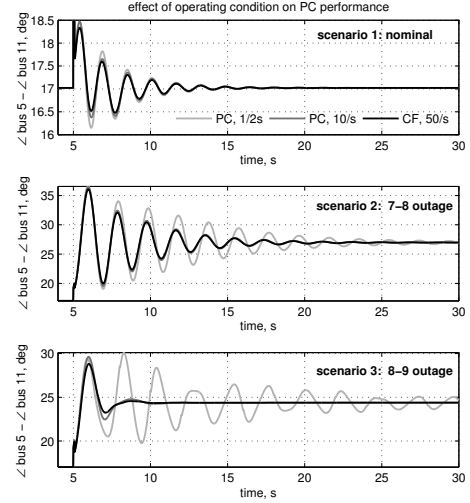 effect of operating condition on PC performance
∠ bus 5 – ∠ bus 11, deg
18.5
18
17.5
17
16.5
16
scenario 1: nominal
PC, 1/2s
PC, 10/s
CF, 50/s
5 10 15 20 25 30
time, s
∠ bus 5 – ∠ bus 11, deg
35
30
25
20
scenario 2: 7–8 outage
5 10 15 20 25 30
time, s
∠ bus 5 – ∠ bus 11, deg
30
25
20
scenario 3: 8–9 outage
5 10 15 20 25 30
time, s